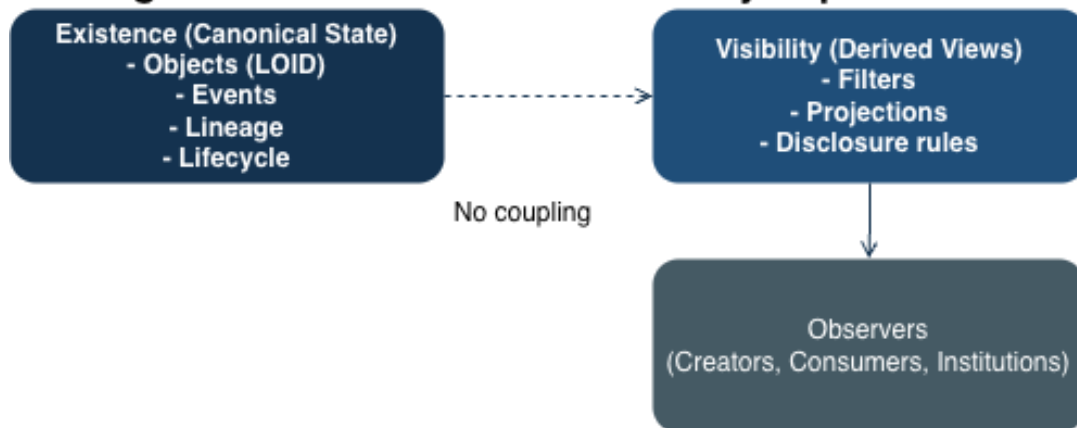 Existence (Canonical State)
- Objects (LOID)
- Events
- Lineage
- Lifecycle
Visibility (Derived Views)
- Filters
- Projections
- Disclosure rules
No coupling
Observers
(Creators, Consumers, Institutions)